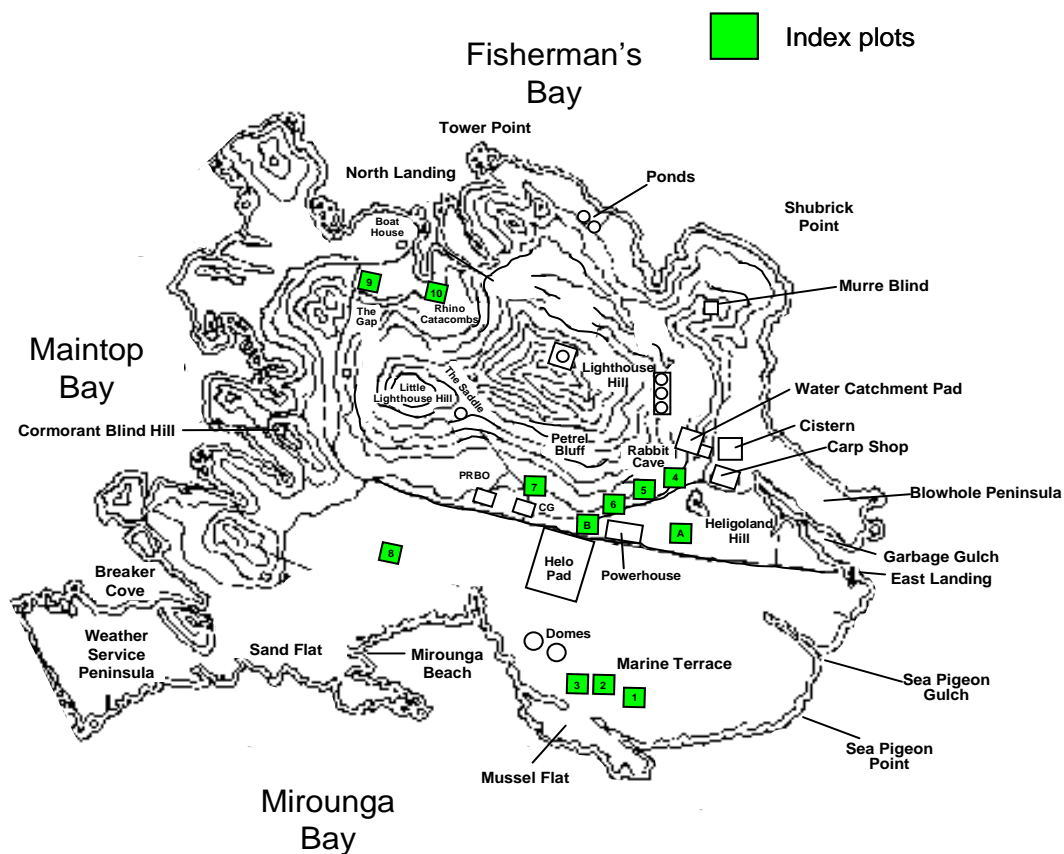 Index plots
Fisherman’s
Bay
Tower Point
North Landing
Ponds
Boat
House
Shubrick
Point
9
10
The
Gap
Rhino
Catacombs
Murre Blind
Maintop
Bay
Lighthouse
Hill
Little
Lighthouse Hill
The Saddle
Water Catchment Pad
Cistern
Carp Shop
Cormorant Blind Hill
Petrel
Bluff
Rabbit
Cave
4
5
6
7
PRBO
CG
B
A
Heligoland
Hill
Blowhole Peninsula
Garbage Gulch
East Landing
8
Helo
Pad
Powerhouse
Breaker
Cove
Weather
Service
Peninsula
Sand Flat
Mirounga
Beach
Domes
Marine Terrace
3
2
1
Sea Pigeon
Gulch
Sea Pigeon
Point
Mussel Flat
Mirounga
Bay